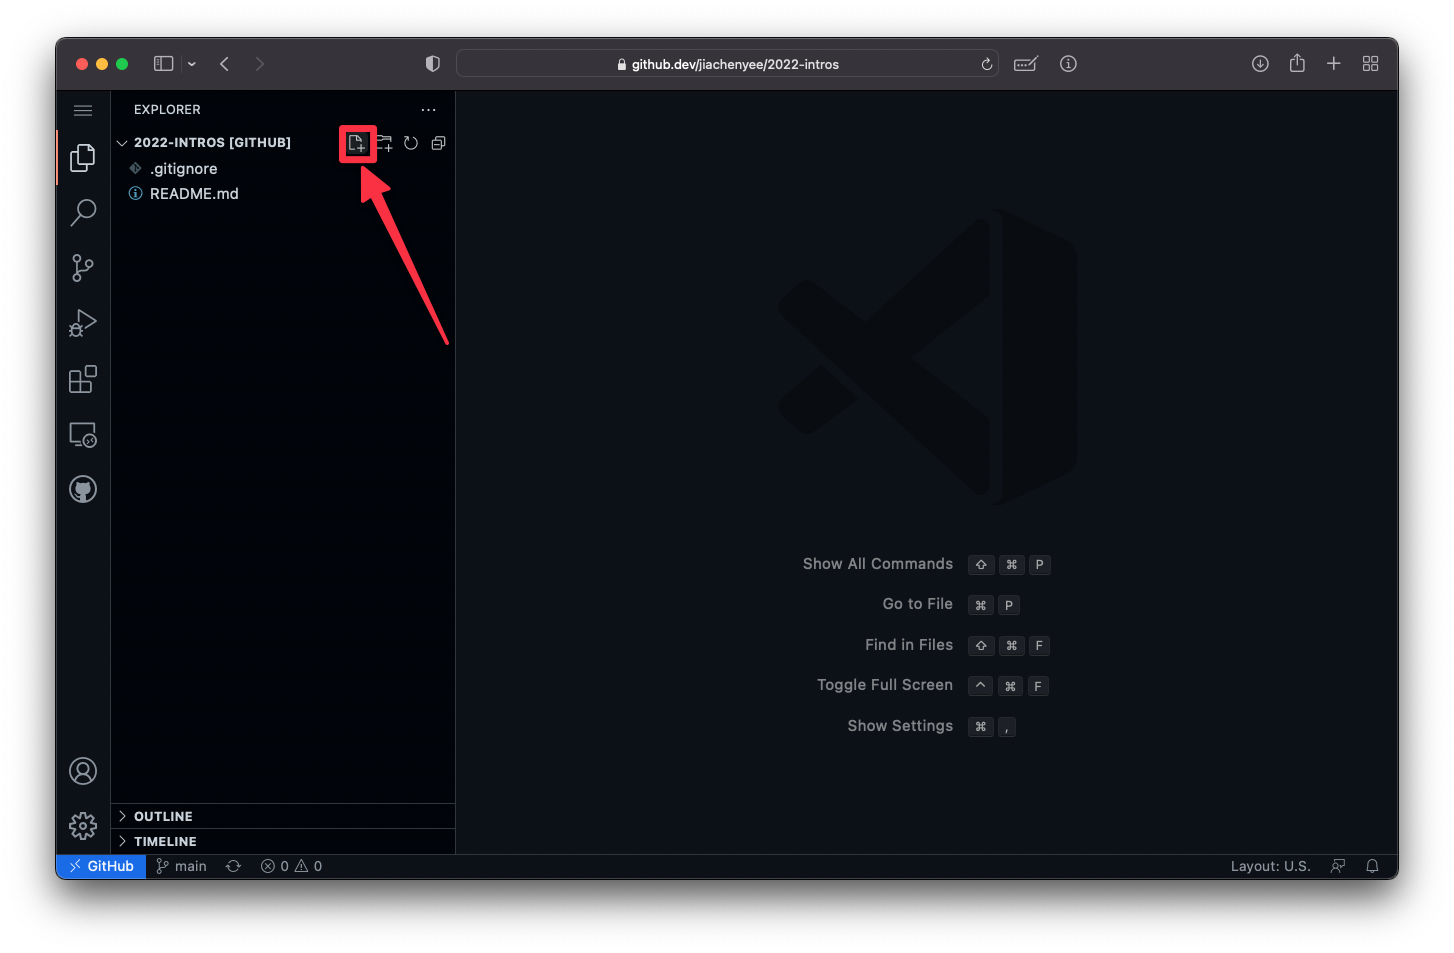 github.dev/jiachenyee/2022-intros
EXPLORER
2022-INTROS [GITHUB]
.gitignore
README.md
Show All Commands ⇧ ⌘ P
Go to File ⌘ P
Find in Files ⇧ ⌘ F
Toggle Full Screen ^ ⌘ F
Show Settings ⌘ ,
OUTLINE
TIMELINE
GitHub main 0 0 Layout: U.S.